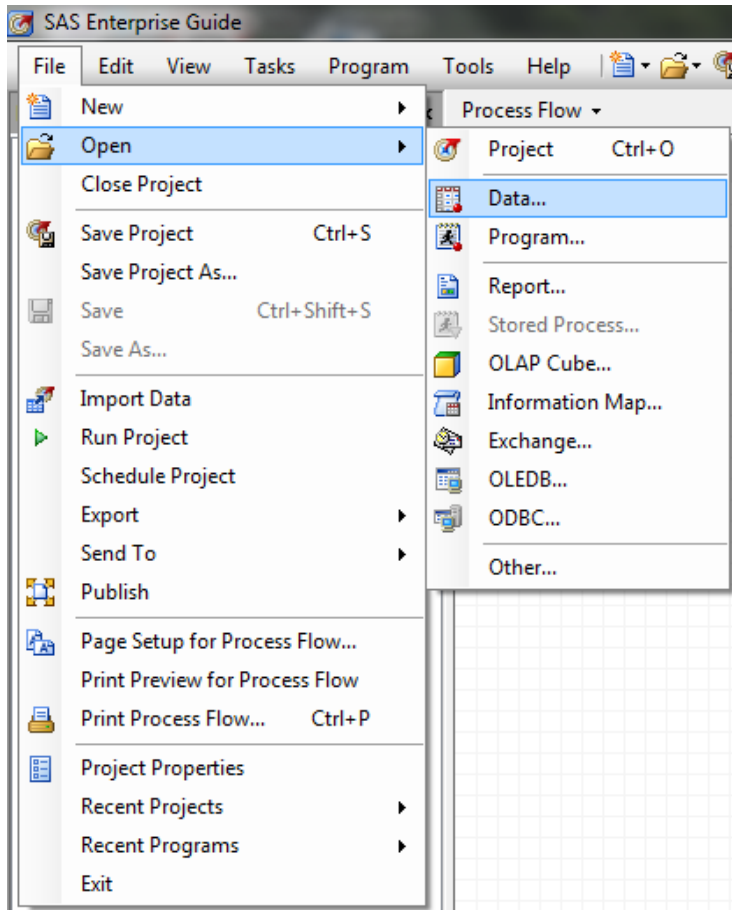 SAS Enterprise Guide
File Edit View Tasks Program Tools Help
Process Flow
New
Open
Close Project
Save Project Ctrl+S
Save Project As...
Save Ctrl+Shift+S
Save As...
Import Data
Run Project
Schedule Project
Export
Send To
Publish
Page Setup for Process Flow...
Print Preview for Process Flow
Print Process Flow... Ctrl+P
Project Properties
Recent Projects
Recent Programs
Exit
Project Ctrl+O
Data...
Program...
Report...
Stored Process...
OLAP Cube...
Information Map...
Exchange...
OLEDB...
ODBC...
Other...